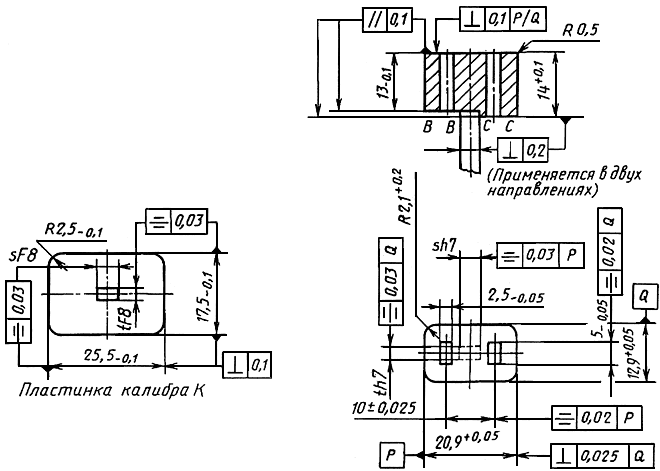 // 0,1
⊥ 0,1 P/Q
R 0,5
13-0,1
14+0,1
B B C C
⊥ 0,2
(Применяется в двух
направлениях)
R2,1+0,2
⌯ 0,03
R2,5-0,1
sF8
⌯ 0,03
tF8
17,5-0,1
25,5-0,1
⊥ 0,1
Пластинка калибра К
sh7
⌯ 0,03 P
⌯ 0,03 Q
2,5-0,05
⌯ 0,02 Q
5-0,05
Q
12,9+0,05
th7
10±0,025
⌯ 0,02 P
20,9+0,05
P
⊥ 0,025 Q